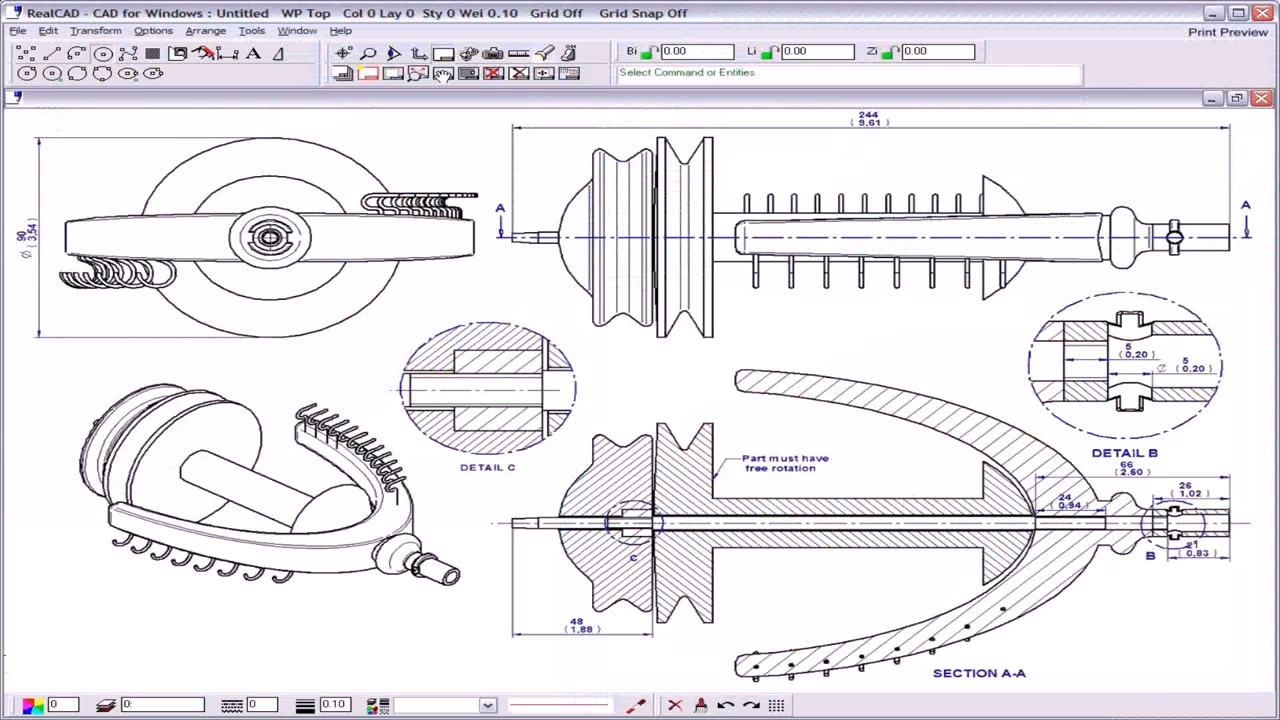 RealCAD - CAD for Windows : Untitled WP Top Col 0 Lay 0 Sty 0 Wei 0.10 Grid Off Grid Snap Off
File Edit Transform Options Arrange Tools Window Help
Print Preview
Bi 0.00 Li 0.00 Zi 0.00
Select Command or Entities
244
( 9,61 )
A
A
∅ 90
( 3,54 )
5
( 0,20 )
∅ 5
( 0,20 )
DETAIL C
DETAIL B
Part must have
free rotation
66
( 2,60 )
26
( 1,02 )
24
( 0,94 )
21
( 0,83 )
C
B
48
( 1,88 )
SECTION A-A
0 0: 0 0.10